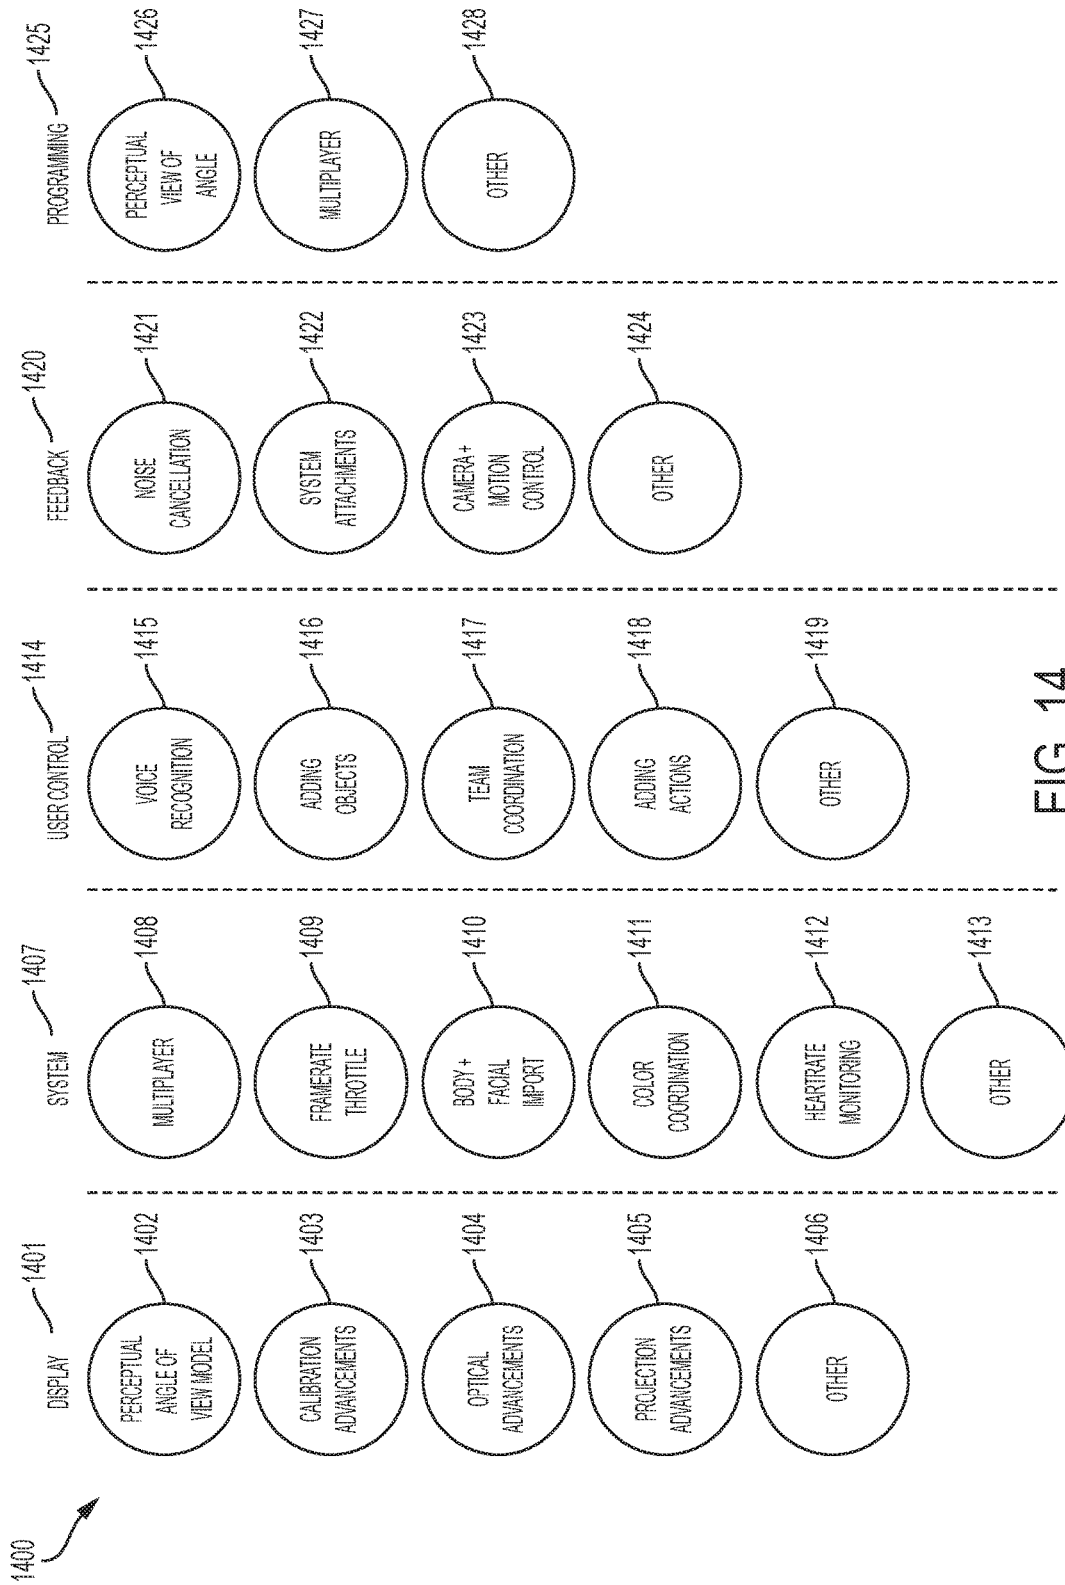 1400
DISPLAY
1401
PERCEPTUAL
ANGLE OF
VIEW MODEL
1402
CALIBRATION
ADVANCEMENTS
1403
OPTICAL
ADVANCEMENTS
1404
PROJECTION
ADVANCEMENTS
1405
OTHER
1406
SYSTEM
1407
MULTIPLAYER
1408
FRAMERATE
THROTTLE
1409
BODY+
FACIAL
IMPORT
1410
COLOR
COORDINATION
1411
HEARTRATE
MONITORING
1412
OTHER
1413
USER CONTROL
1414
VOICE
RECOGNITION
1415
ADDING
OBJECTS
1416
TEAM
COORDINATION
1417
ADDING
ACTIONS
1418
OTHER
1419
FEEDBACK
1420
NOISE
CANCELLATION
1421
SYSTEM
ATTACHMENTS
1422
CAMERA+
MOTION
CONTROL
1423
OTHER
1424
PROGRAMMING
1425
PERCEPTUAL
VIEW OF
ANGLE
1426
MULTIPLAYER
1427
OTHER
1428
FIG. 14